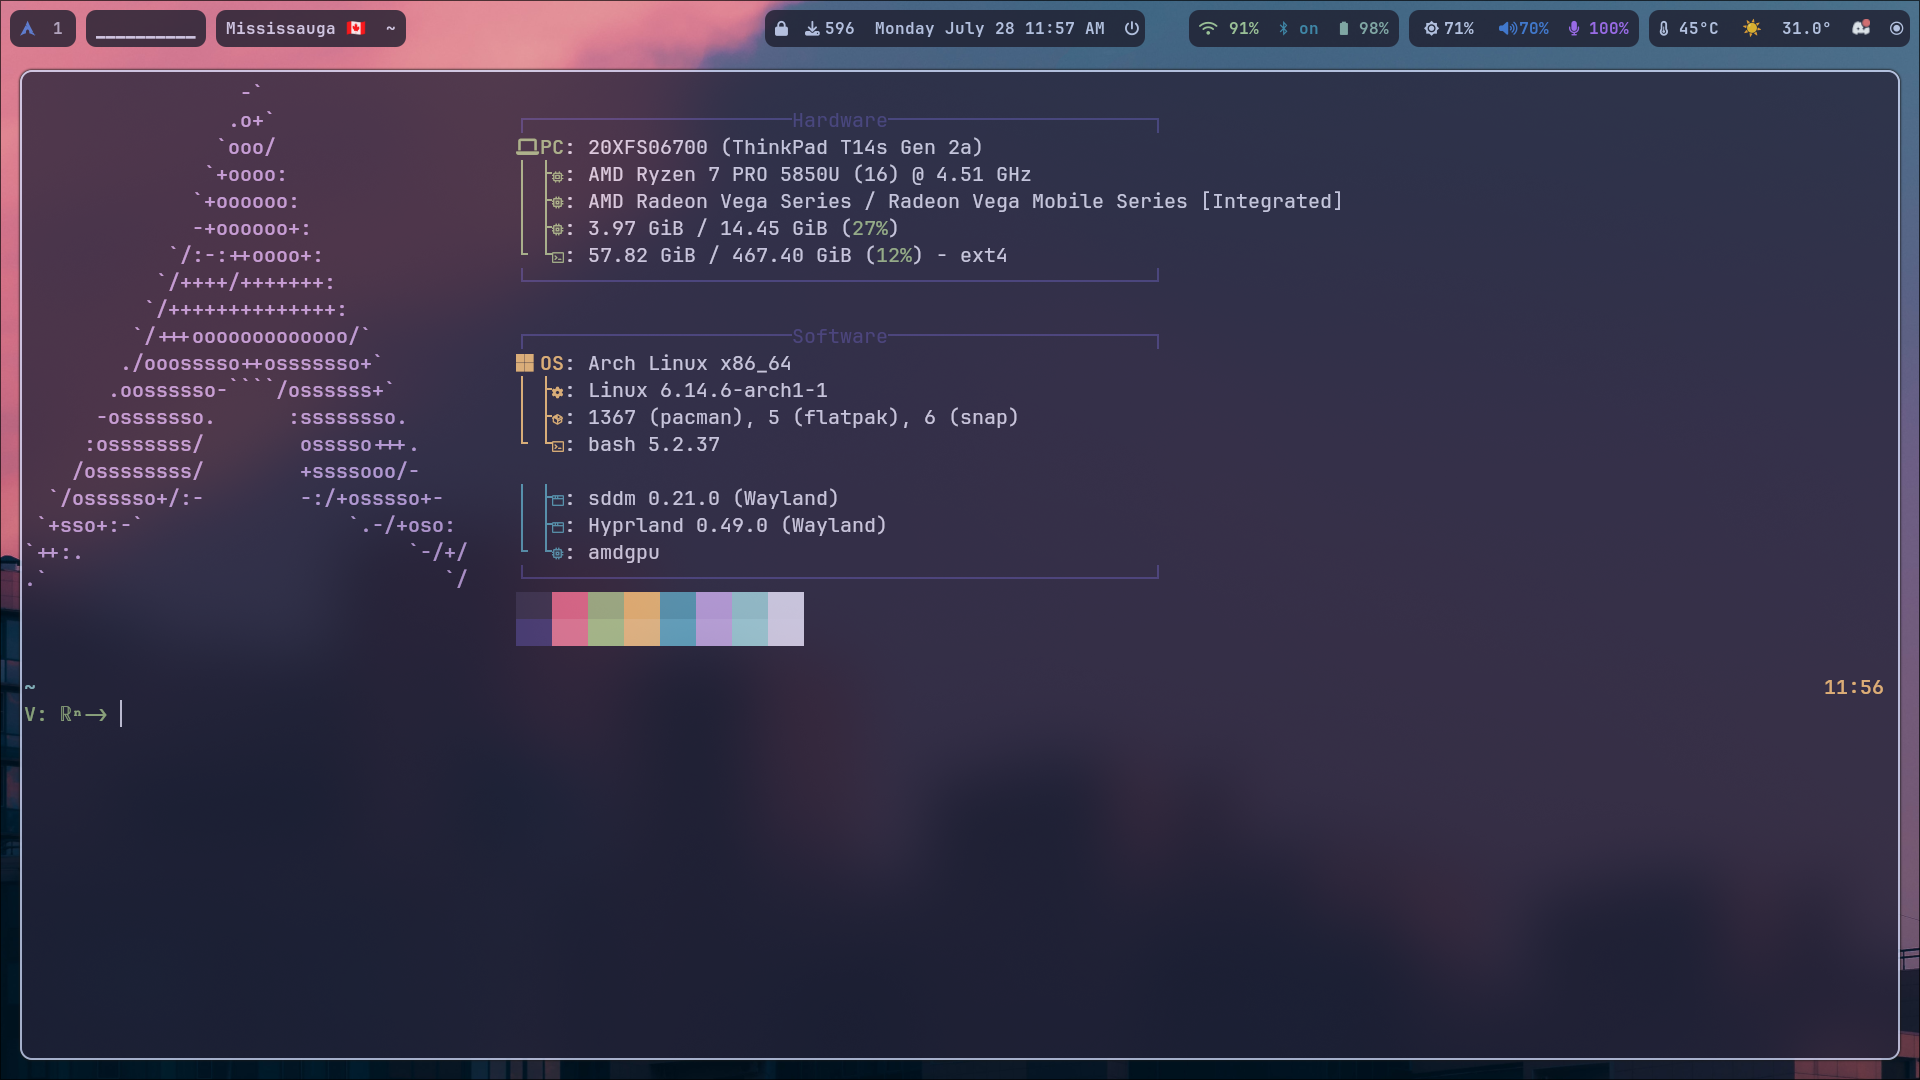 1 __________ Mississauga 🇨🇦 ~ 596 Monday July 28 11:57 AM 91% on 98% 71% 70% 100% 45°C 31.0°
-`
.o+`
`ooo/
`+oooo:
`+oooooo:
-+oooooo+:
`/:-:++oooo+:
`/++++/+++++++:
`/++++++++++++++:
`/+++ooooooooooooo/`
./ooosssso++osssssso+`
.oossssso-````/ossssss+`
-osssssso. :ssssssso.
:osssssss/ osssso+++.
/ossssssss/ +ssssooo/-
`/ossssso+/:- -:/+osssso+-
`+sso+:-` `.-/+oso:
`++:. `-/+/
.` `/
Hardware
PC: 20XFS06700 (ThinkPad T14s Gen 2a)
: AMD Ryzen 7 PRO 5850U (16) @ 4.51 GHz
: AMD Radeon Vega Series / Radeon Vega Mobile Series [Integrated]
: 3.97 GiB / 14.45 GiB (27%)
: 57.82 GiB / 467.40 GiB (12%) - ext4
Software
OS: Arch Linux x86_64
: Linux 6.14.6-arch1-1
: 1367 (pacman), 5 (flatpak), 6 (snap)
: bash 5.2.37
: sddm 0.21.0 (Wayland)
: Hyprland 0.49.0 (Wayland)
: amdgpu
~ 11:56
V: ℝⁿ⟶